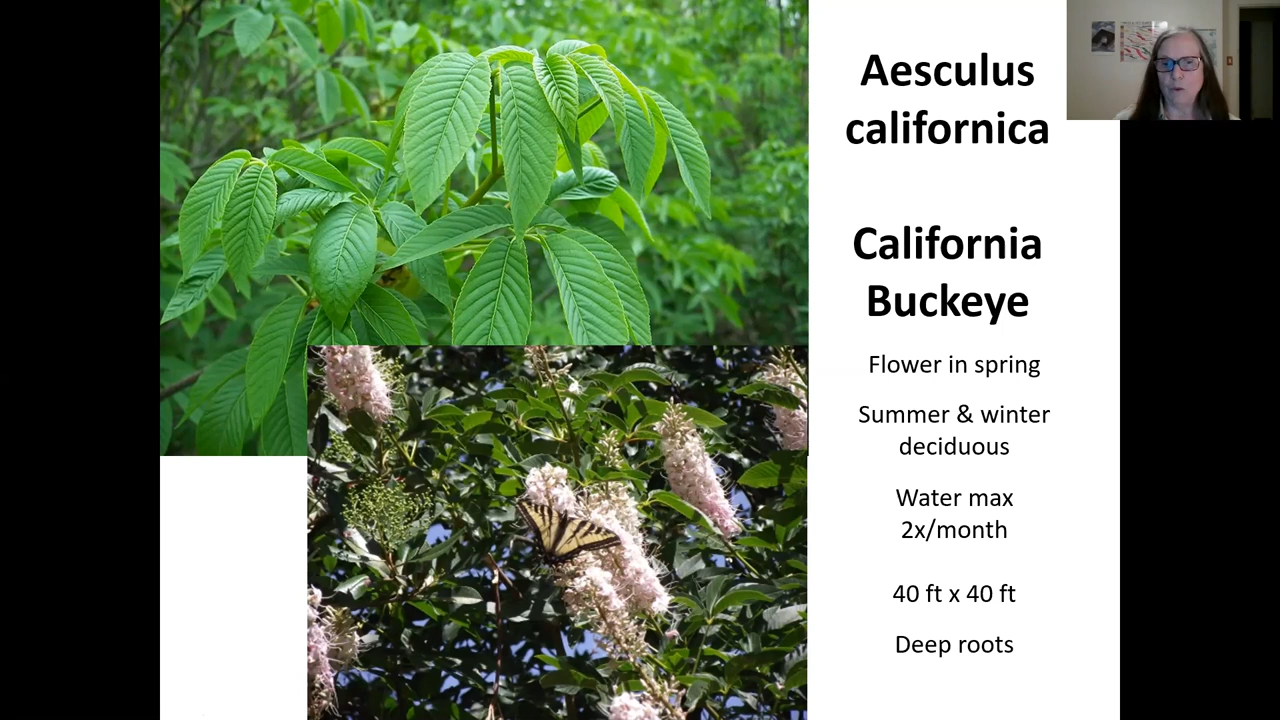 Aesculus
californica
California
Buckeye
Flower in spring
Summer & winter
deciduous
Water max
2x/month
40 ft x 40 ft
Deep roots